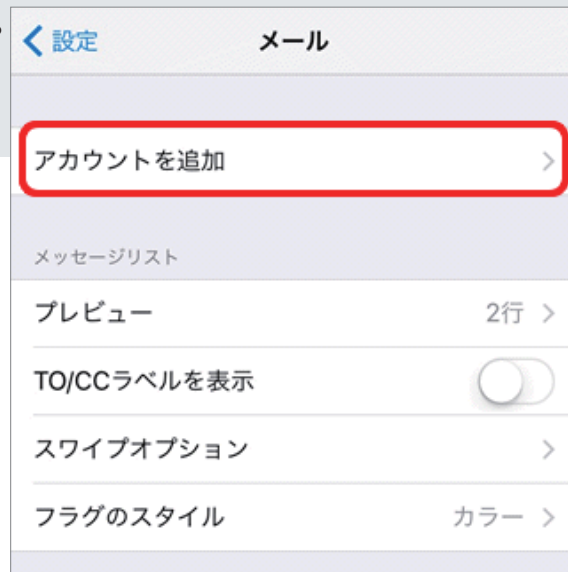 設定
メール
アカウントを追加
メッセージリスト
プレビュー 2行
TO/CCラベルを表示
スワイプオプション
フラグのスタイル カラー